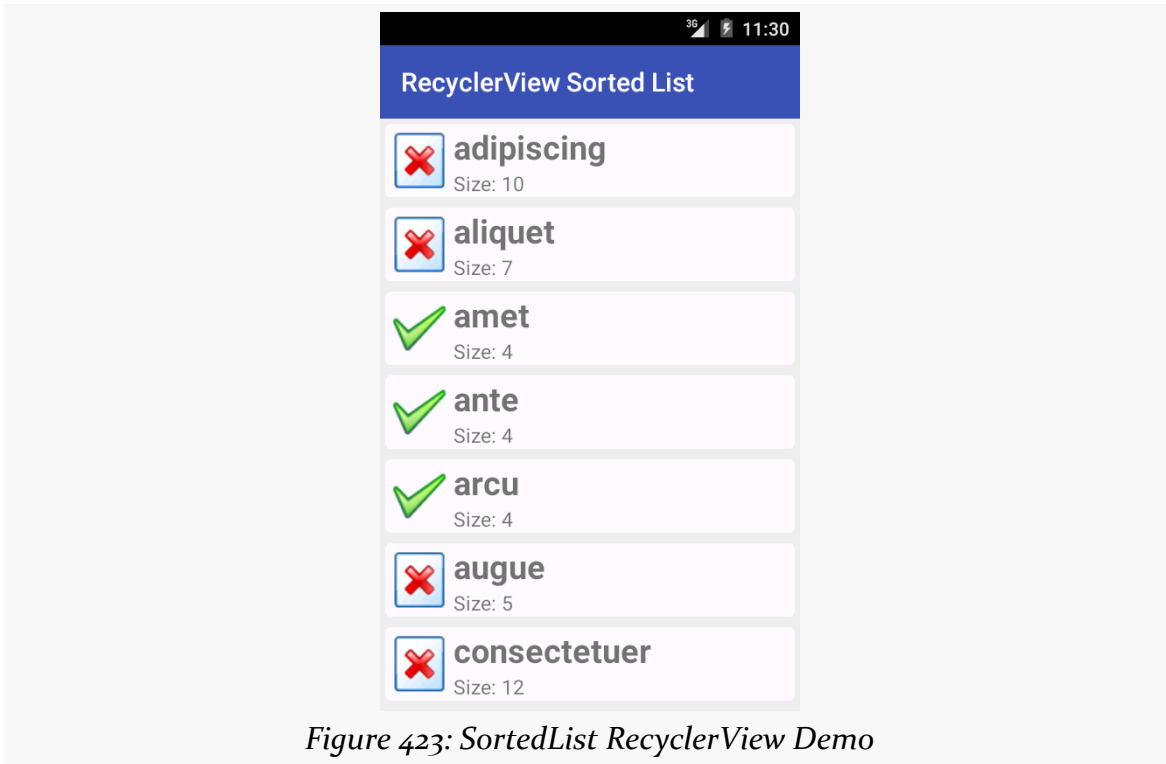 3G 11:30
RecyclerView Sorted List
adipiscing
Size: 10
aliquet
Size: 7
amet
Size: 4
ante
Size: 4
arcu
Size: 4
augue
Size: 5
consectetuer
Size: 12
Figure 423: SortedList RecyclerView Demo